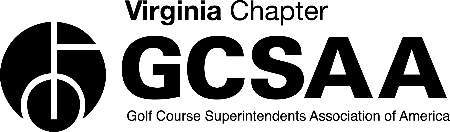 Virginia Chapter
GCSAA
Golf Course Superintendents Association of America